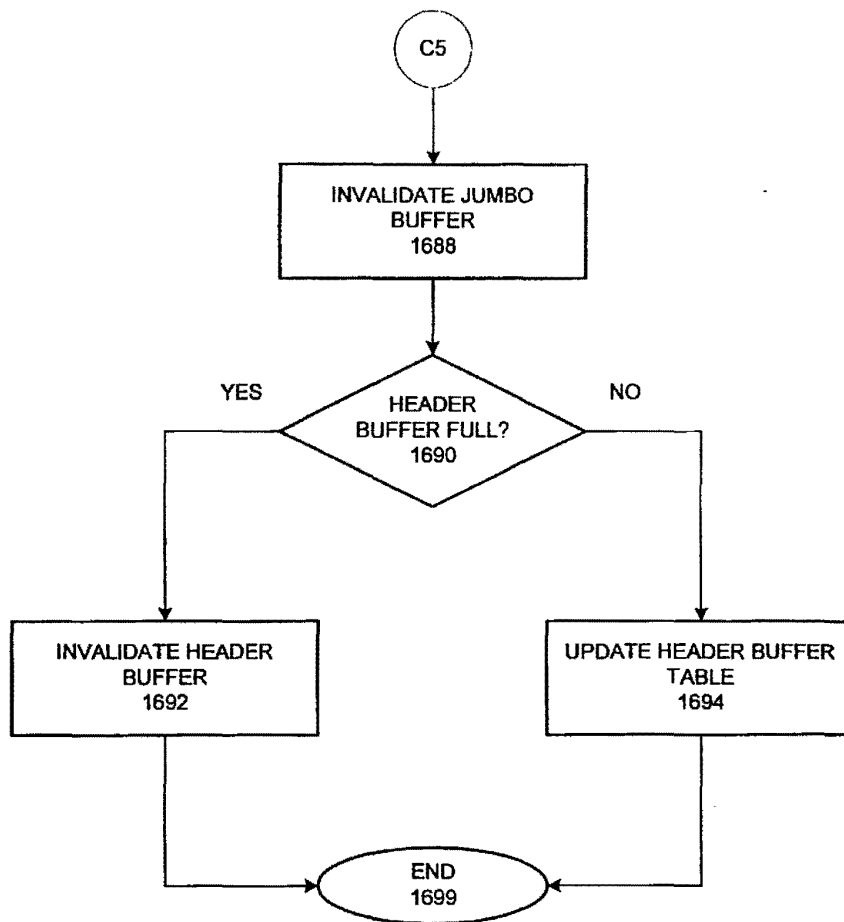 C5
INVALIDATE JUMBO
BUFFER
1688
YES
NO
HEADER
BUFFER FULL?
1690
INVALIDATE HEADER
BUFFER
1692
UPDATE HEADER BUFFER
TABLE
1694
END
1699